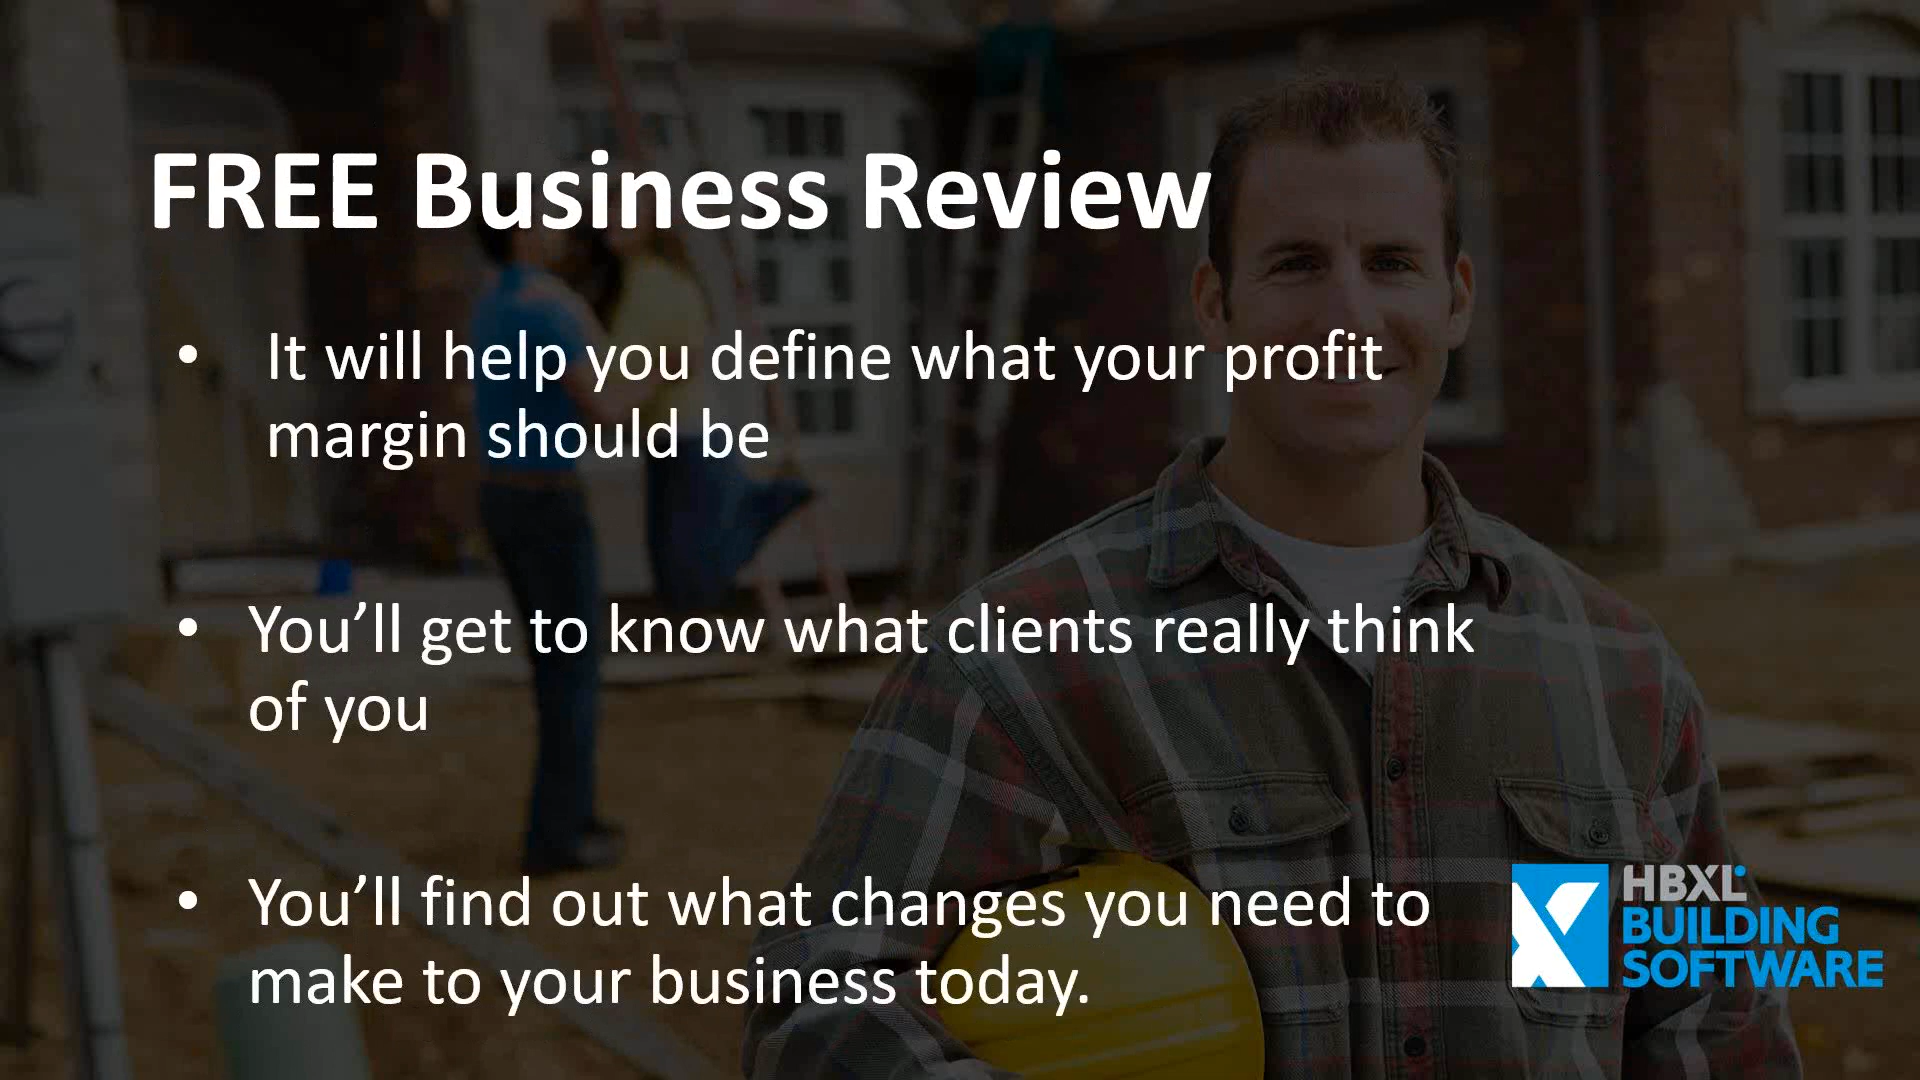 FREE Business Review
• It will help you define what your profit
margin should be
• You’ll get to know what clients really think
of you
• You’ll find out what changes you need to
make to your business today.
HBXL
BUILDING
SOFTWARE